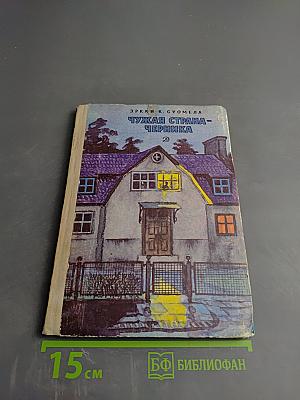 ЭРККИ К. СУОМЕЛА
ЧУЖАЯ СТРАНА–
ЧЕРНИКА
15 см
БФ БИБЛИОФАН